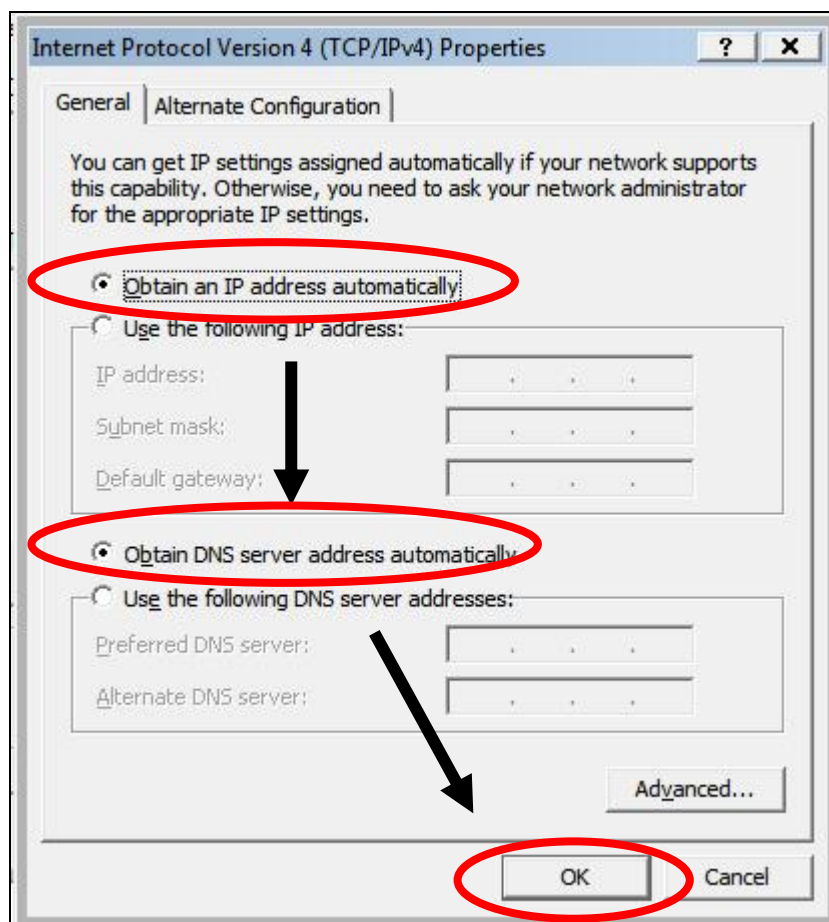 Internet Protocol Version 4 (TCP/IPv4) Properties
General
Alternate Configuration
You can get IP settings assigned automatically if your network supports
this capability. Otherwise, you need to ask your network administrator
for the appropriate IP settings.
Obtain an IP address automatically
Use the following IP address:
IP address:
Subnet mask:
Default gateway:
Obtain DNS server address automatically
Use the following DNS server addresses:
Preferred DNS server:
Alternate DNS server:
Advanced...
OK
Cancel